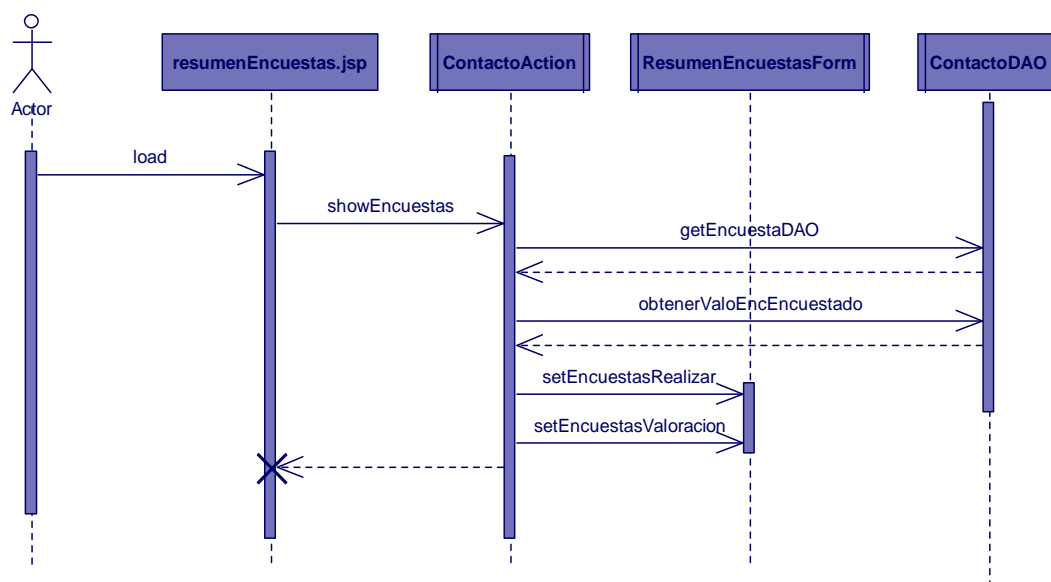 resumenEncuestas.jsp
ContactoAction
ResumenEncuestasForm
ContactoDAO
Actor
load
showEncuestas
getEncuestaDAO
obtenerValoEncEncuestado
setEncuestasRealizar
setEncuestasValoracion